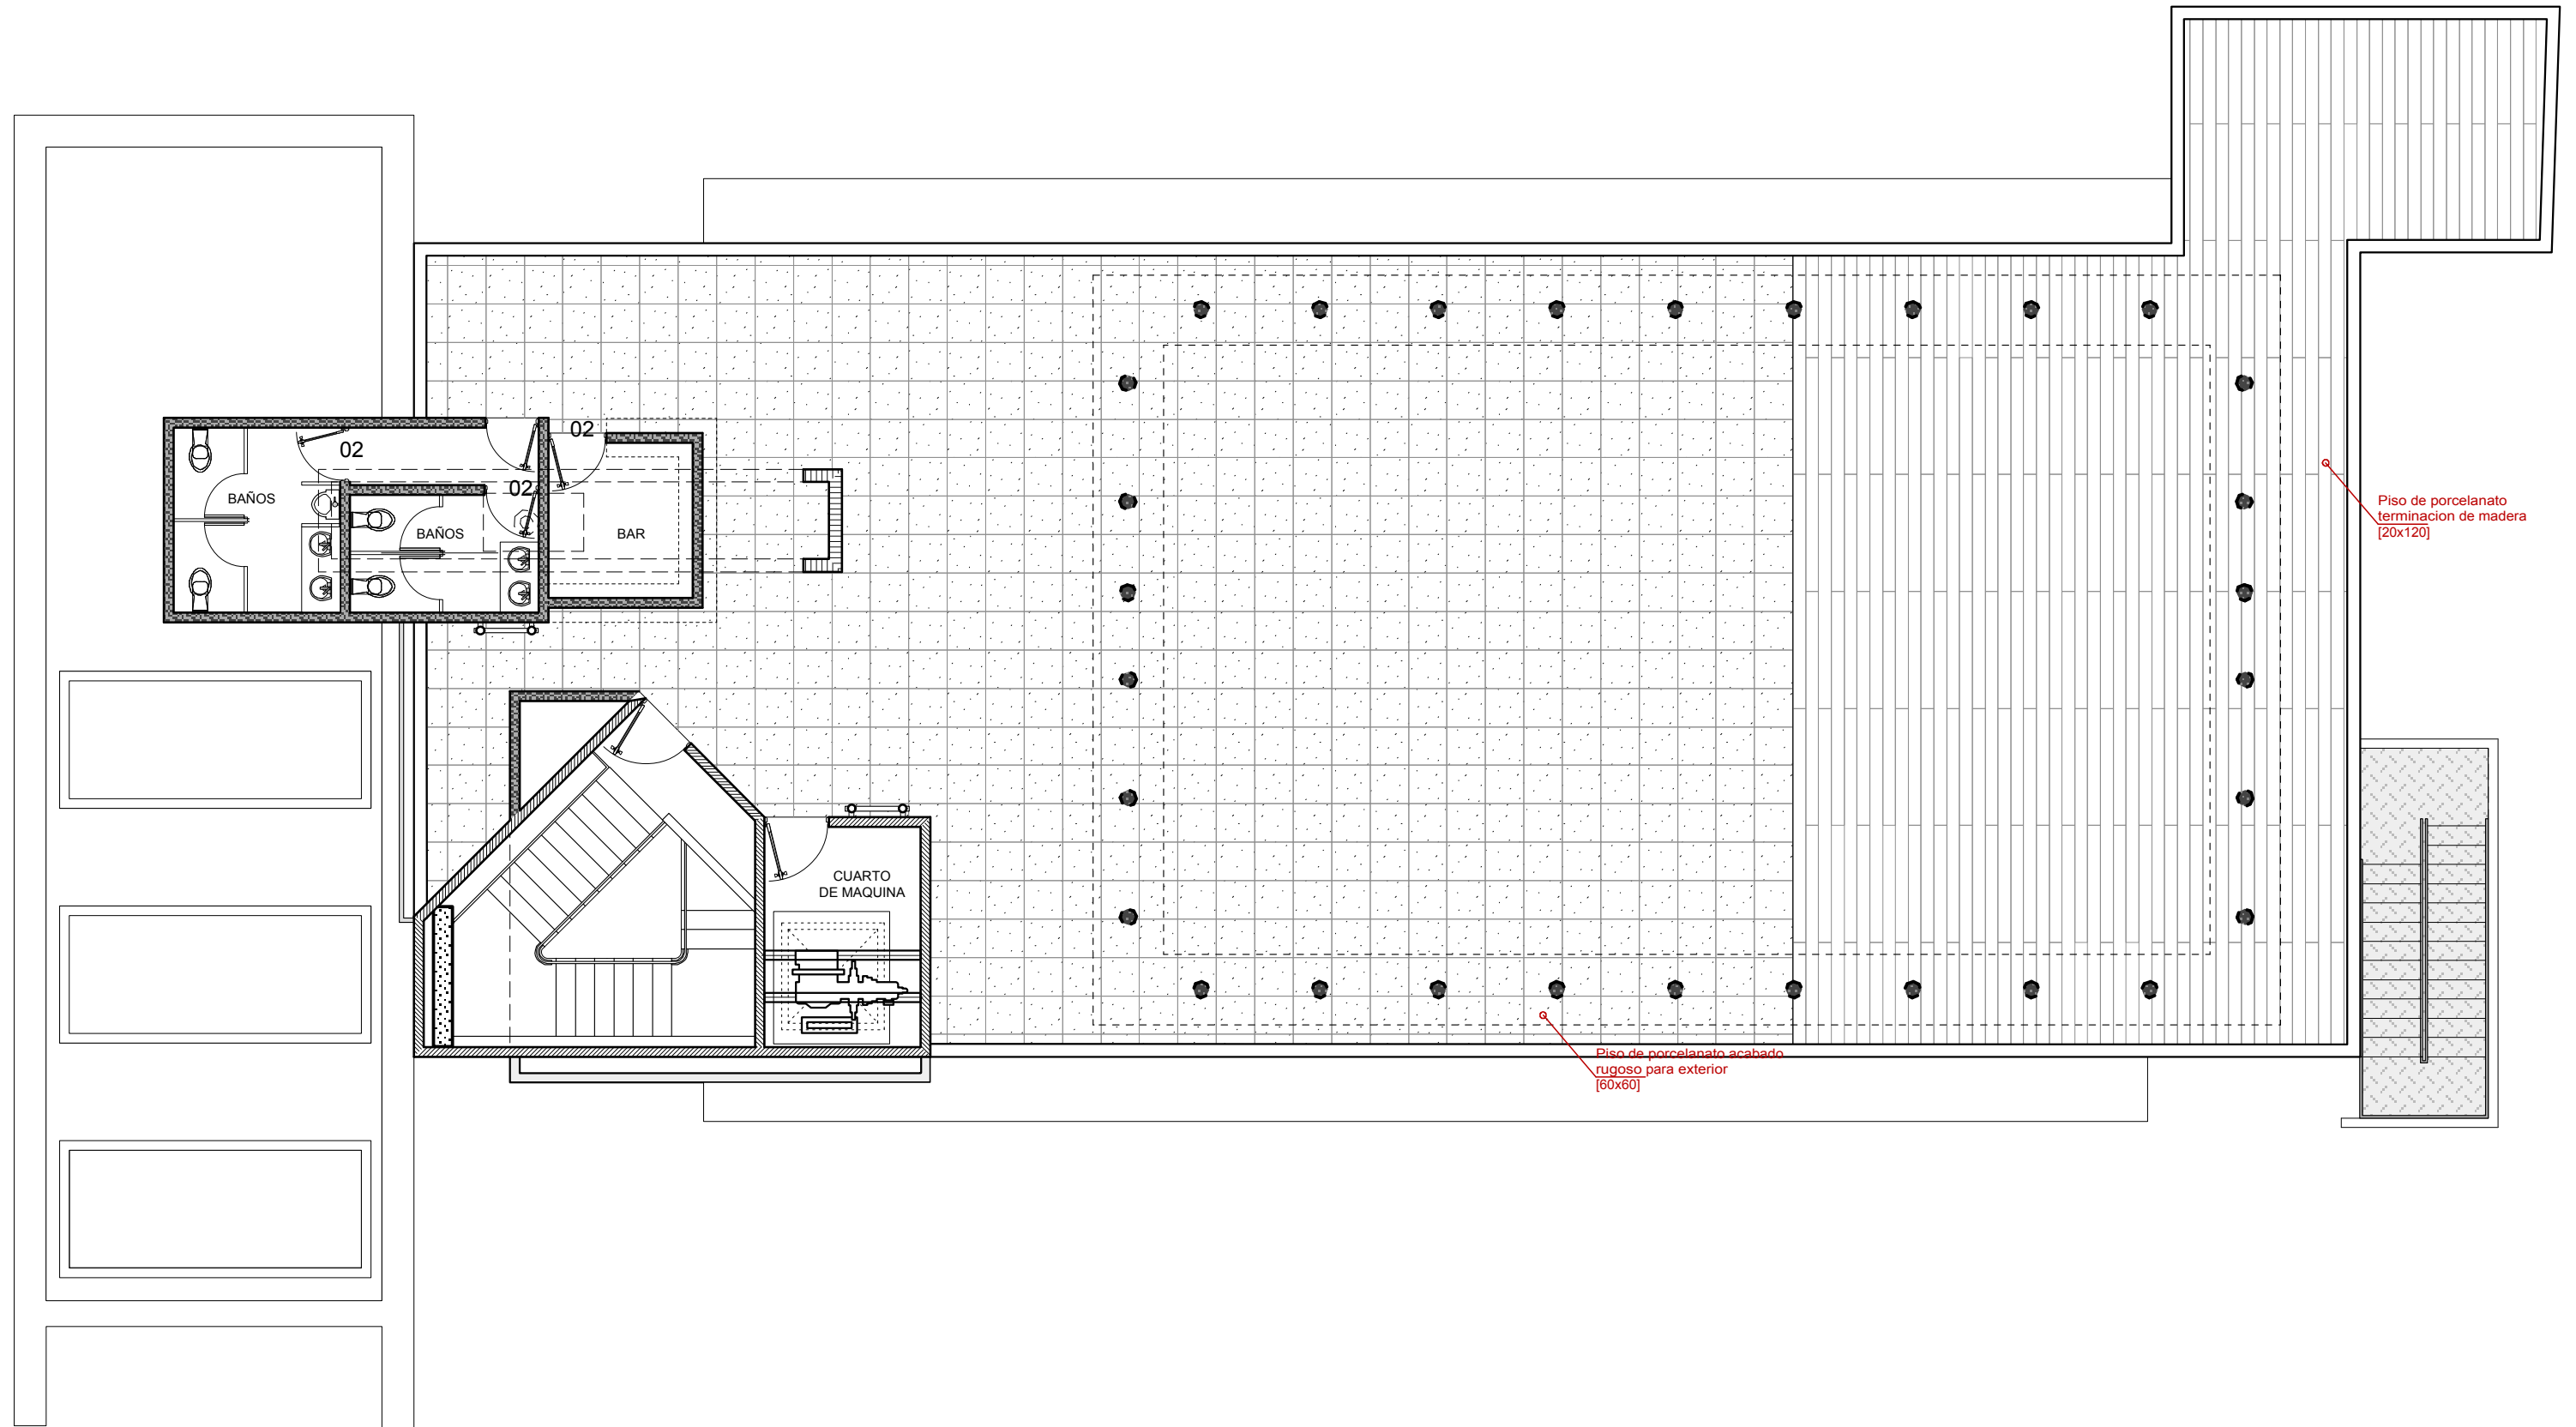 02
02
BAÑOS
02
BAÑOS
BAR
Piso de porcelanato
terminacion de madera
[20x120]
CUARTO
DE MAQUINA
Piso de porcelanato acabado
rugoso para exterior
[60x60]